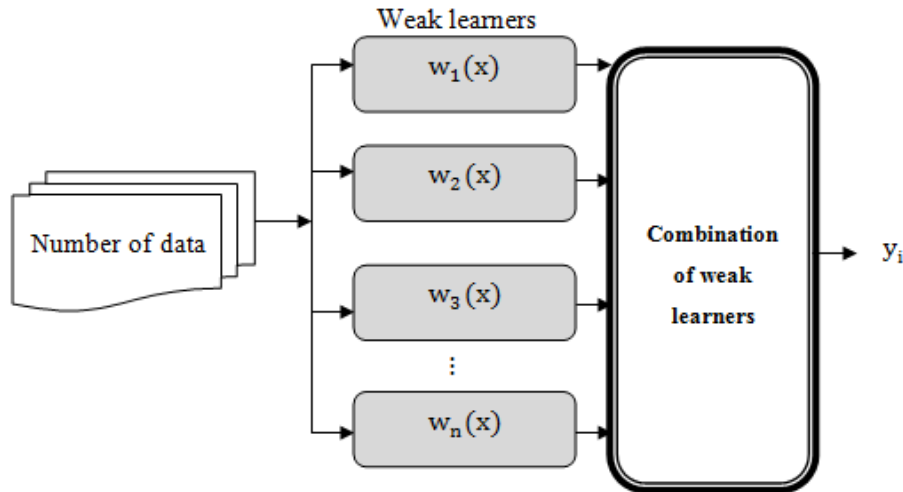 Weak learners
w₁(x)
w₂(x)
Number of data
w₃(x)
⋮
wₙ(x)
Combination
of weak
learners
yᵢ